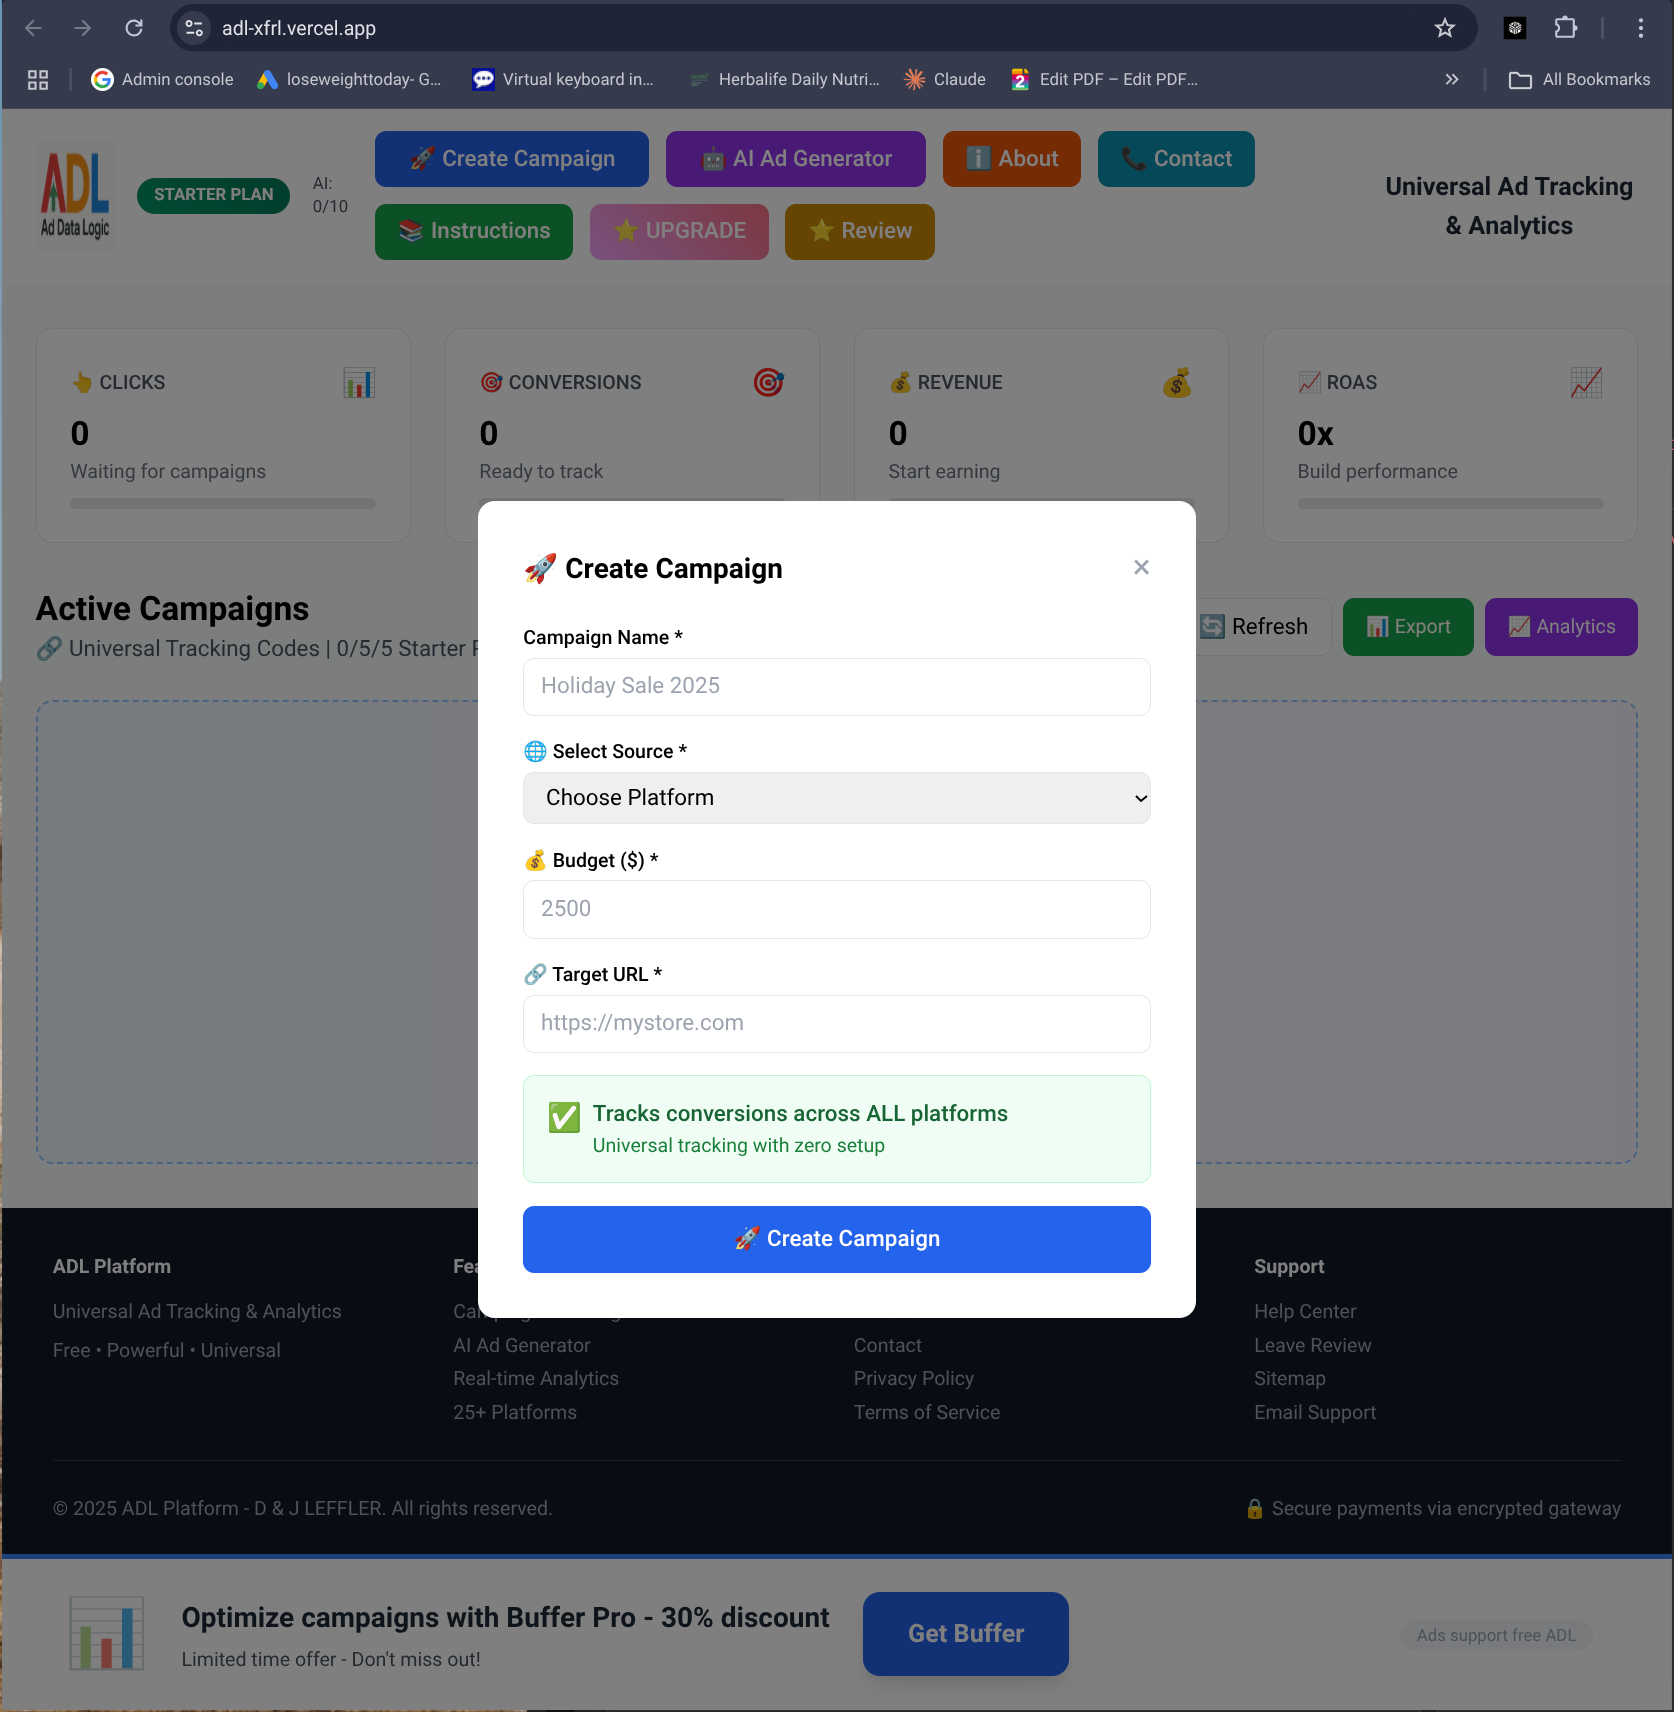 adl-xfrl.vercel.app
Admin console
loseweighttoday- G...
Virtual keyboard in...
Herbalife Daily Nutri...
Claude
Edit PDF – Edit PDF...
All Bookmarks
ADL
Ad Data Logic
STARTER PLAN
AI:
0/10
Create Campaign
AI Ad Generator
About
Contact
Instructions
UPGRADE
Review
Universal Ad Tracking
& Analytics
CLICKS
0
Waiting for campaigns
CONVERSIONS
0
Ready to track
REVENUE
0
Start earning
ROAS
0x
Build performance
Active Campaigns
Universal Tracking Codes | 0/5/5 Starter
Refresh
Export
Analytics
Create Campaign
×
Campaign Name *
Holiday Sale 2025
Select Source *
Choose Platform
Budget ($) *
2500
Target URL *
https://mystore.com
Tracks conversions across ALL platforms
Universal tracking with zero setup
Create Campaign
ADL Platform
Universal Ad Tracking & Analytics
Free • Powerful • Universal
AI Ad Generator
Real-time Analytics
25+ Platforms
Contact
Privacy Policy
Terms of Service
Support
Help Center
Leave Review
Sitemap
Email Support
© 2025 ADL Platform - D & J LEFFLER. All rights reserved.
Secure payments via encrypted gateway
Optimize campaigns with Buffer Pro - 30% discount
Limited time offer - Don't miss out!
Get Buffer
Ads support free ADL